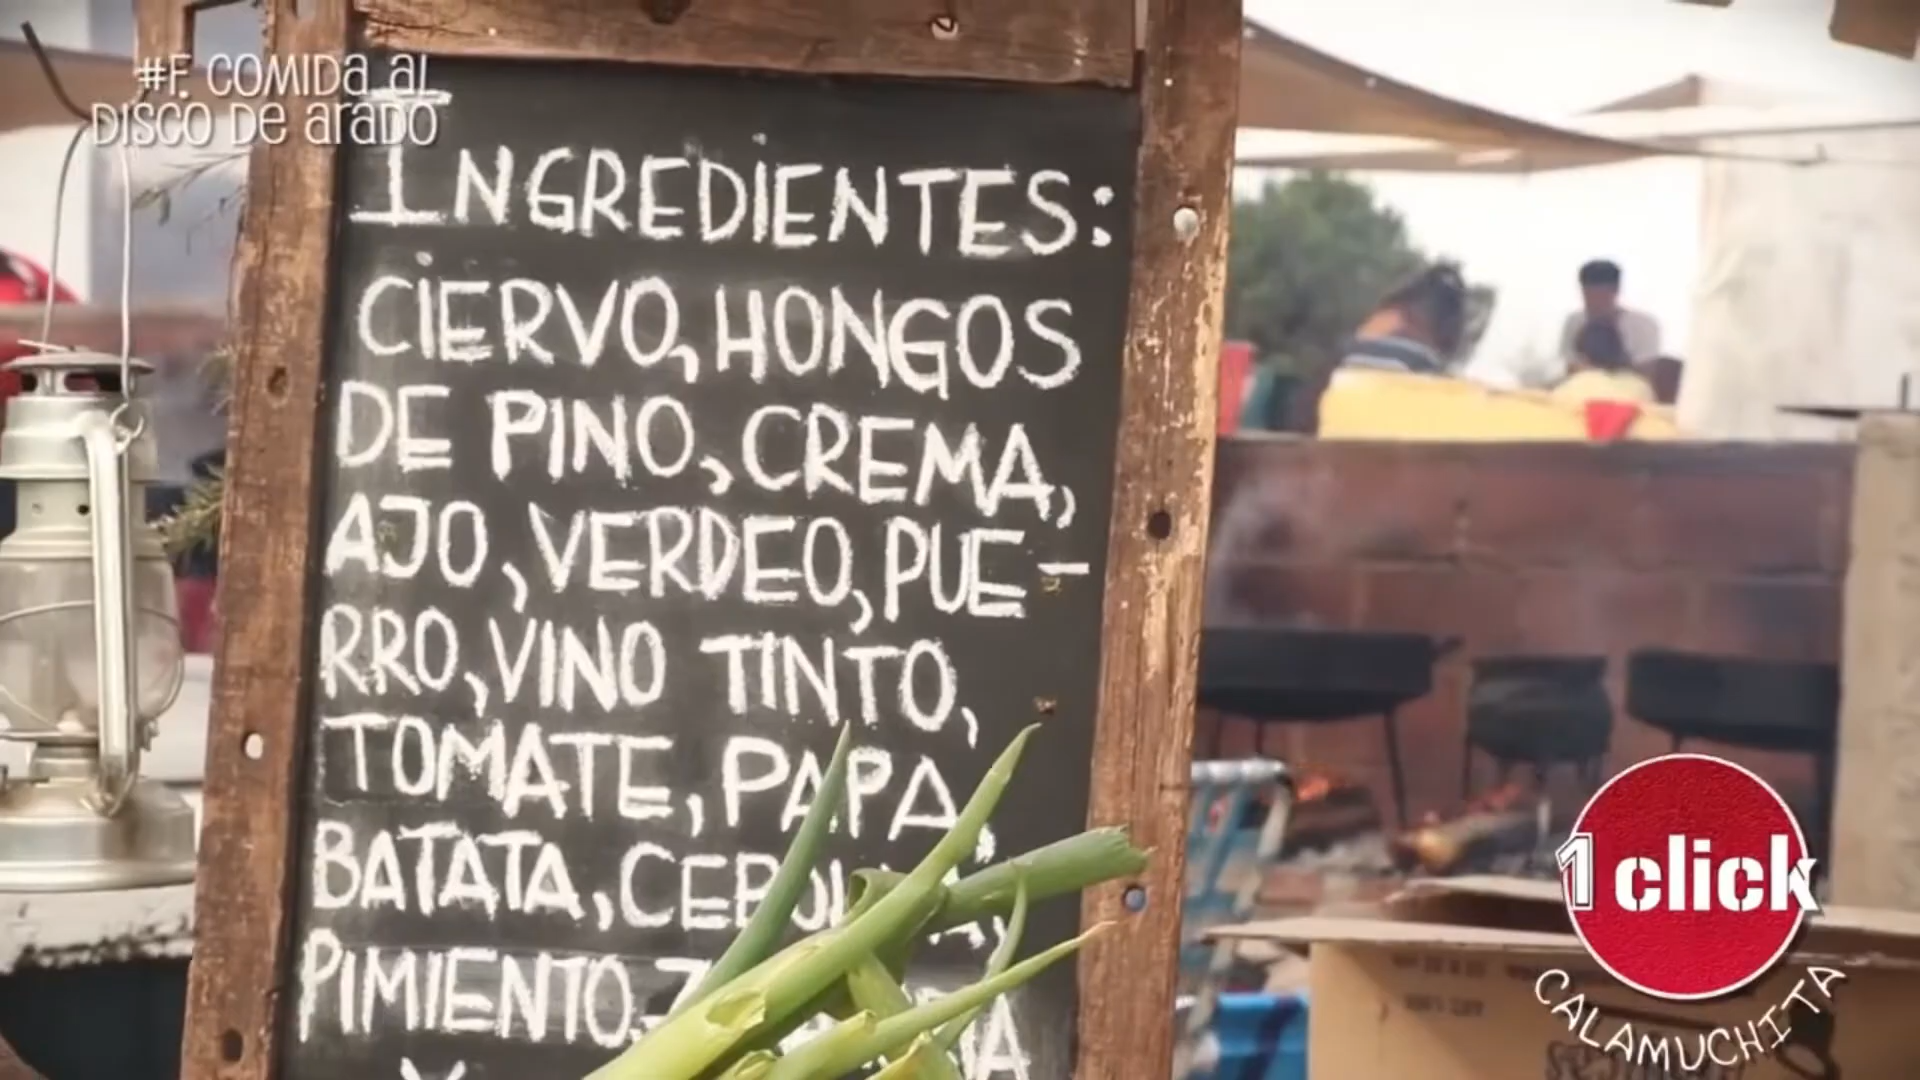 #F. COMIDA AL
DISCO DE ARADO
INGREDIENTES:
CIERVO, HONGOS
DE PINO, CREMA,
AJO, VERDEO, PUE-
RRO, VINO TINTO,
TOMATE, PAPA,
BATATA,
PIMIENTO,
Y
1 click
CALAMUCHITA